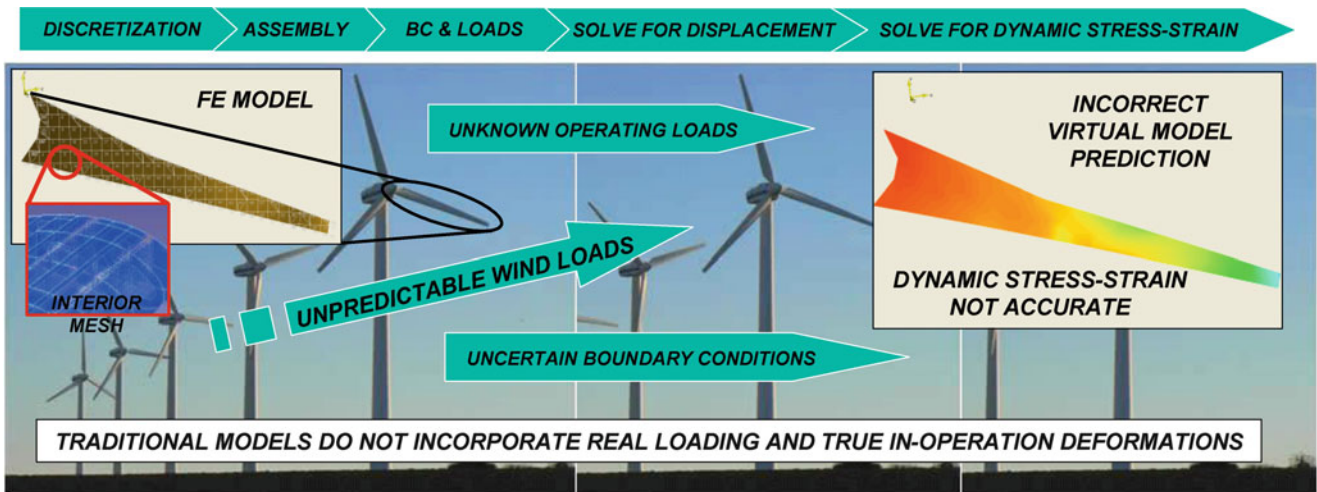 DISCRETIZATION ASSEMBLY BC & LOADS SOLVE FOR DISPLACEMENT SOLVE FOR DYNAMIC STRESS-STRAIN
FE MODEL
INTERIOR
MESH
UNKNOWN OPERATING LOADS
UNPREDICTABLE WIND LOADS
UNCERTAIN BOUNDARY CONDITIONS
INCORRECT
VIRTUAL MODEL
PREDICTION
DYNAMIC STRESS-STRAIN
NOT ACCURATE
TRADITIONAL MODELS DO NOT INCORPORATE REAL LOADING AND TRUE IN-OPERATION DEFORMATIONS